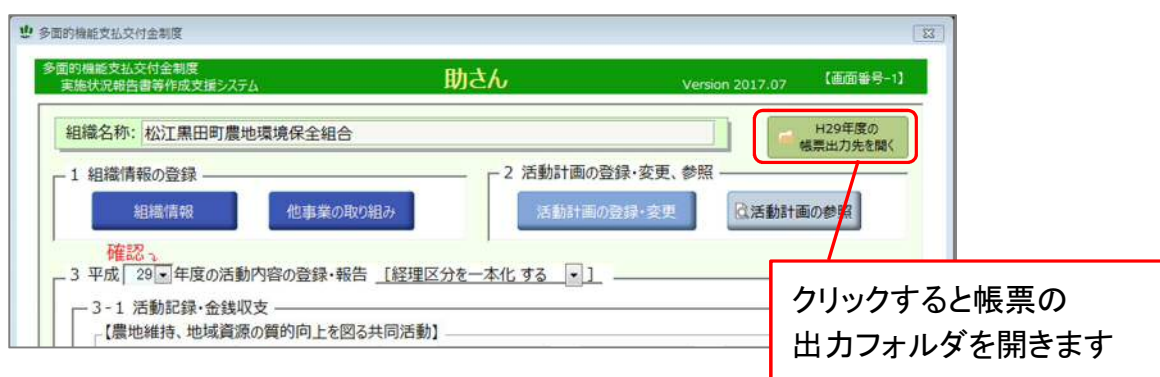 多面的機能支払交付金制度
多面的機能支払交付金制度
実施状況報告書等作成支援システム
助さん
Version 2017.07
【画面番号-1】
組織名称: 松江黒田町農地環境保全組合
H29年度の
帳票出力先を開く
1 組織情報の登録
2 活動計画の登録・変更、参照
組織情報
他事業の取り組み
活動計画の登録・変更
活動計画の参照
確認
3 平成 29 年度の活動内容の登録・報告 [経理区分を一本化 する ]
3-1 活動記録・金銭収支
【農地維持、地域資源の質的向上を図る共同活動】
クリックすると帳票の
出力フォルダを開きます